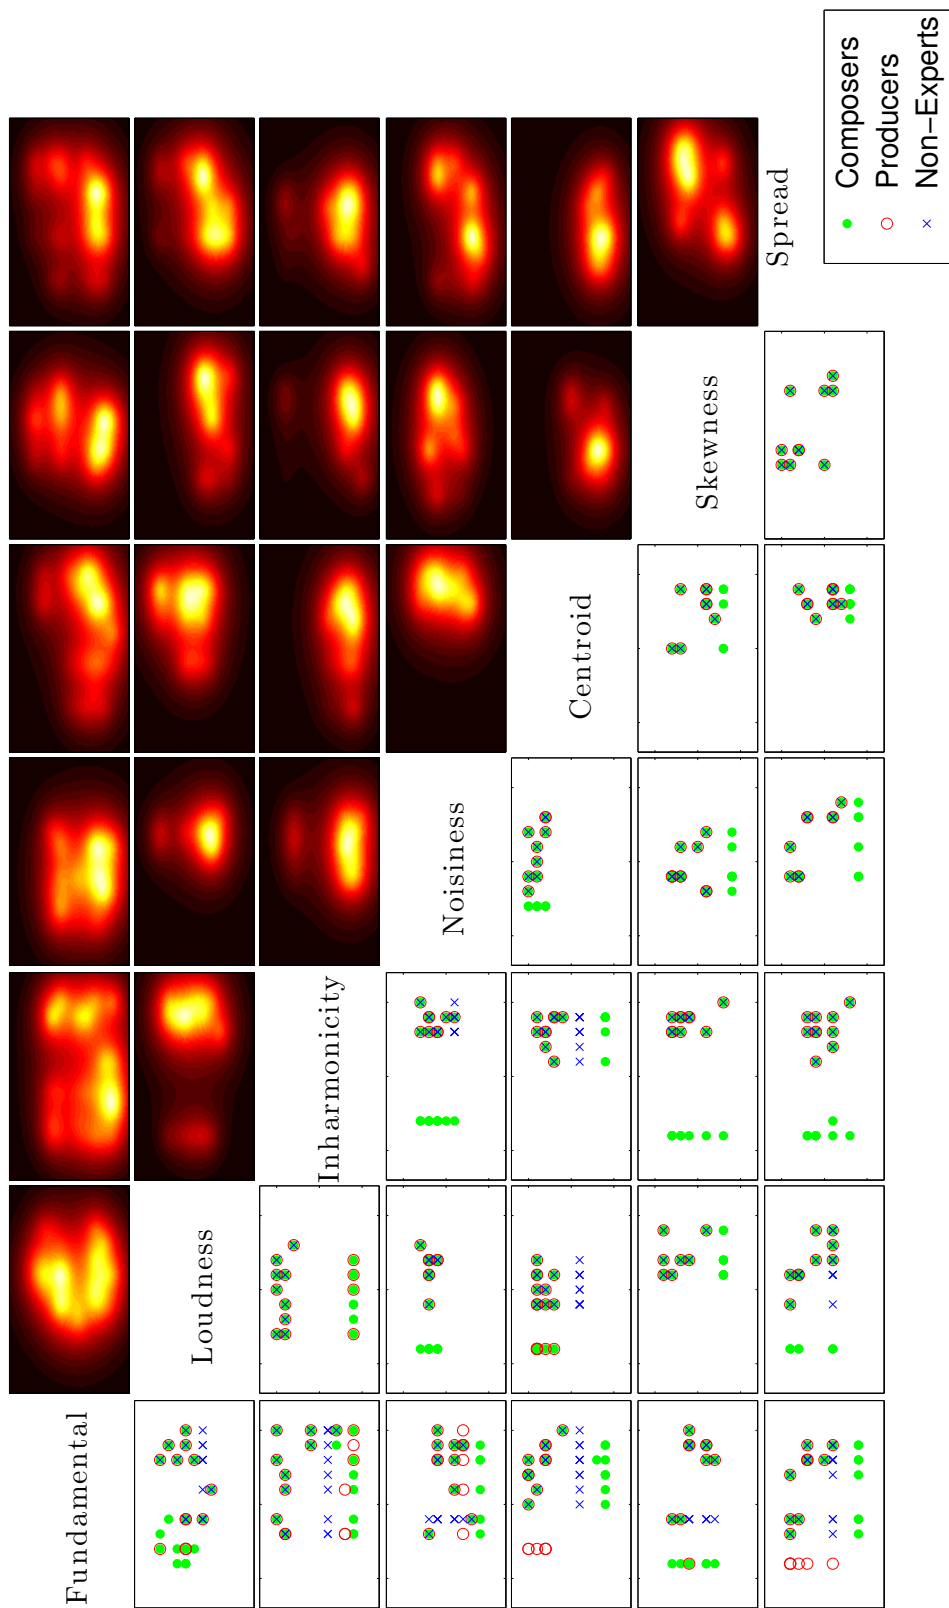 Fundamental
Loudness
Inharmonicity
Noisiness
Centroid
Skewness
Spread
Composers
Producers
Non-Experts